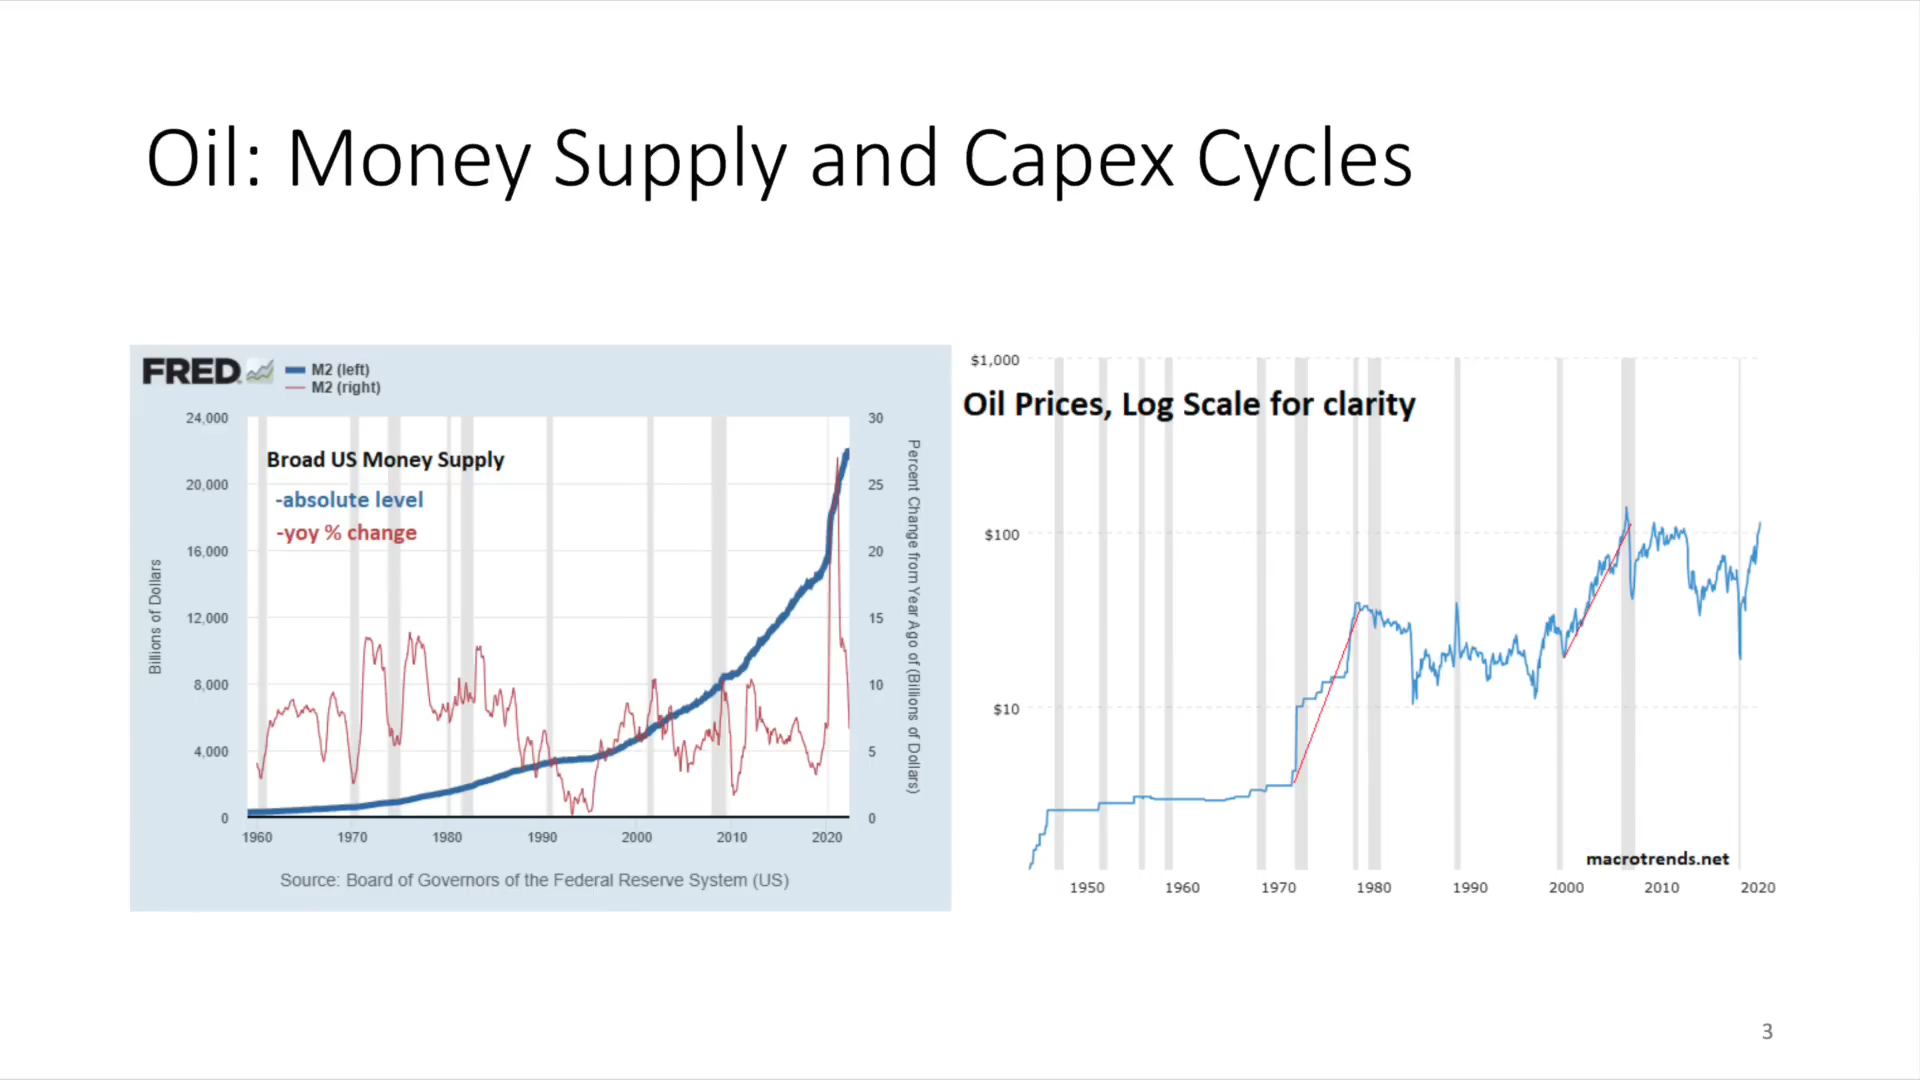 Oil: Money Supply and Capex Cycles
FRED
M2 (left)
M2 (right)
24,000
20,000
16,000
12,000
8,000
4,000
0
Billions of Dollars
Broad US Money Supply
-absolute level
-yoy % change
30
25
20
15
10
5
0
Percent Change from Year Ago of (Billions of Dollars)
1960 1970 1980 1990 2000 2010 2020
Source: Board of Governors of the Federal Reserve System (US)
$1,000
Oil Prices, Log Scale for clarity
$100
$10
macrotrends.net
1950 1960 1970 1980 1990 2000 2010 2020
3